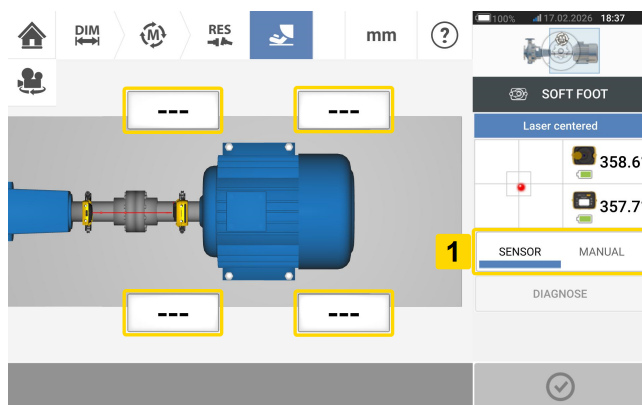 DIM
M
RES
mm
?
100%
17.02.2026 18:37
SOFT FOOT
Laser centered
358.6°
357.7°
---
---
1
SENSOR
MANUAL
DIAGNOSE
---
---